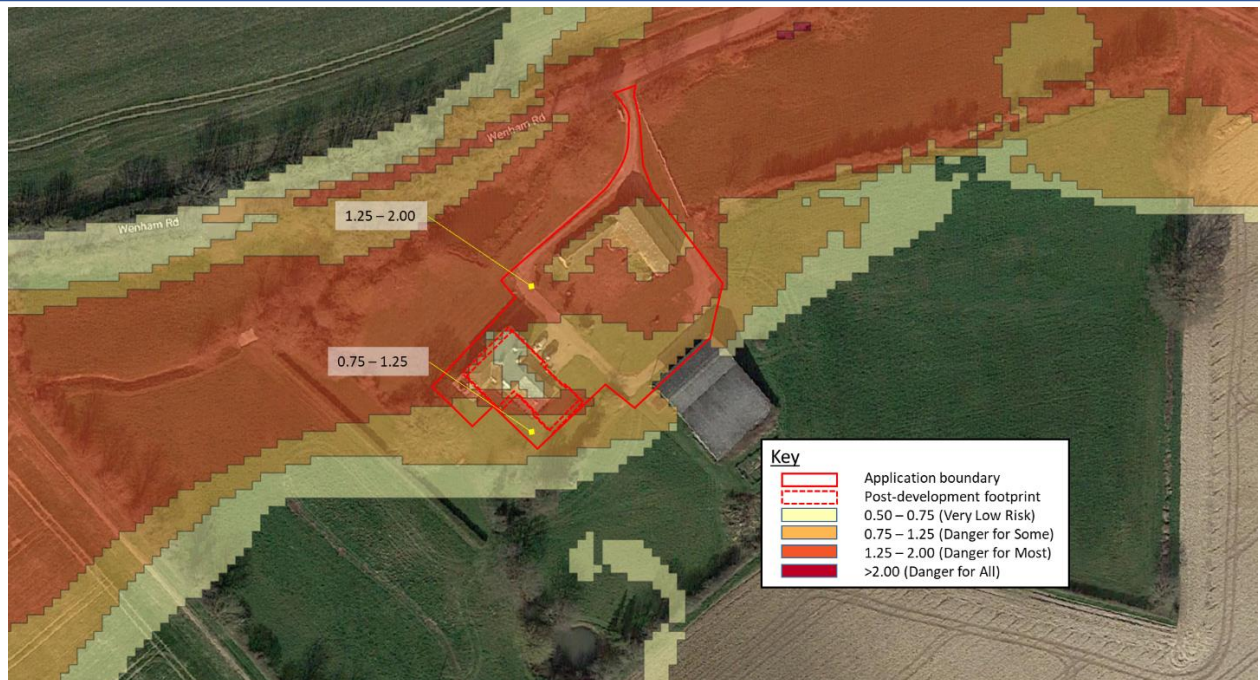 Wenham Rd
Wenham Rd
1.25 – 2.00
0.75 – 1.25
Key
Application boundary
Post-development footprint
0.50 – 0.75 (Very Low Risk)
0.75 – 1.25 (Danger for Some)
1.25 – 2.00 (Danger for Most)
>2.00 (Danger for All)